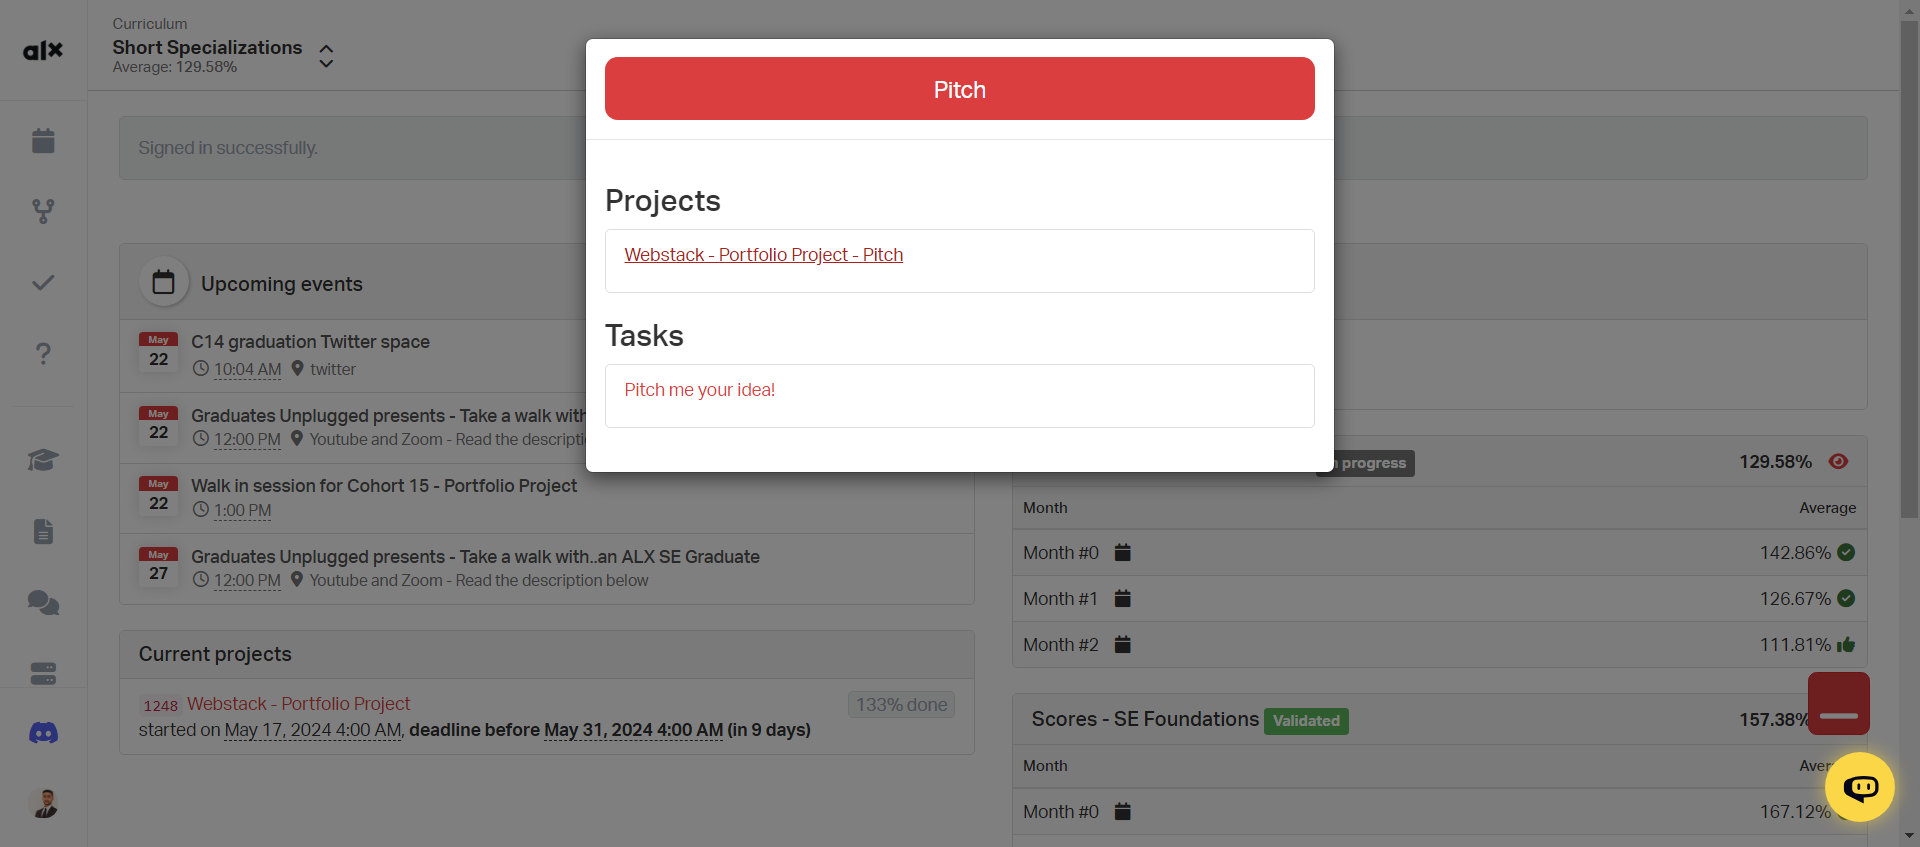 alx
Curriculum
Short Specializations
Average: 129.58%
Pitch
Projects
Webstack - Portfolio Project - Pitch
Tasks
Pitch me your idea!
Signed in successfully.
Upcoming events
May
22
C14 graduation Twitter space
10:04 AM twitter
May
22
Graduates Unplugged presents - Take a walk with
12:00 PM Youtube and Zoom - Read the
May
22
Walk in session for Cohort 15 - Portfolio Project
1:00 PM
May
27
Graduates Unplugged presents - Take a walk with..an ALX SE Graduate
12:00 PM Youtube and Zoom - Read the description below
Current projects
1248 Webstack - Portfolio Project 133% done
started on May 17, 2024 4:00 AM, deadline before May 31, 2024 4:00 AM (in 9 days)
progress 129.58%
Month Average
Month #0 142.86%
Month #1 126.67%
Month #2 111.81%
Scores - SE Foundations Validated 157.38%
Month
Month #0 167.12%